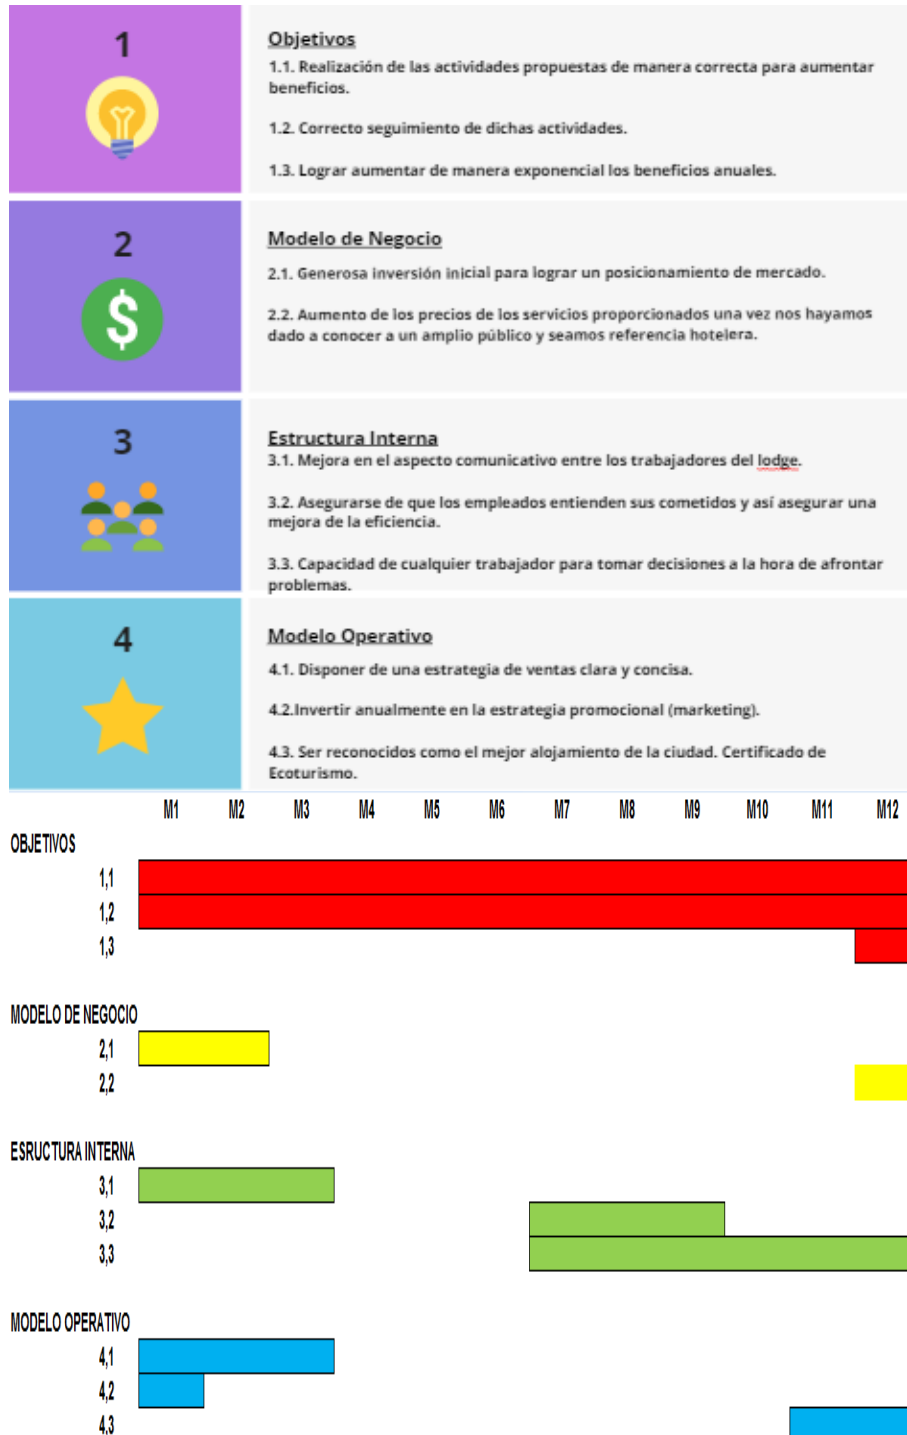 1
Objetivos
1.1. Realización de las actividades propuestas de manera correcta para aumentar
beneficios.
1.2. Correcto seguimiento de dichas actividades.
1.3. Lograr aumentar de manera exponencial los beneficios anuales.
2
$
Modelo de Negocio
2.1. Generosa inversión inicial para lograr un posicionamiento de mercado.
2.2. Aumento de los precios de los servicios proporcionados una vez nos hayamos
dado a conocer a un amplio público y seamos referencia hotelera.
3
Estructura Interna
3.1. Mejora en el aspecto comunicativo entre los trabajadores del lodge.
3.2. Asegurarse de que los empleados entienden sus cometidos y así asegurar una
mejora de la eficiencia.
3.3. Capacidad de cualquier trabajador para tomar decisiones a la hora de afrontar
problemas.
4
Modelo Operativo
4.1. Disponer de una estrategia de ventas clara y concisa.
4.2.Invertir anualmente en la estrategia promocional (marketing).
4.3. Ser reconocidos como el mejor alojamiento de la ciudad. Certificado de
Ecoturismo.
M1 M2 M3 M4 M5 M6 M7 M8 M9 M10 M11 M12
OBJETIVOS
1,1
1,2
1,3
MODELO DE NEGOCIO
2,1
2,2
ESRUCTURA INTERNA
3,1
3,2
3,3
MODELO OPERATIVO
4,1
4,2
4,3